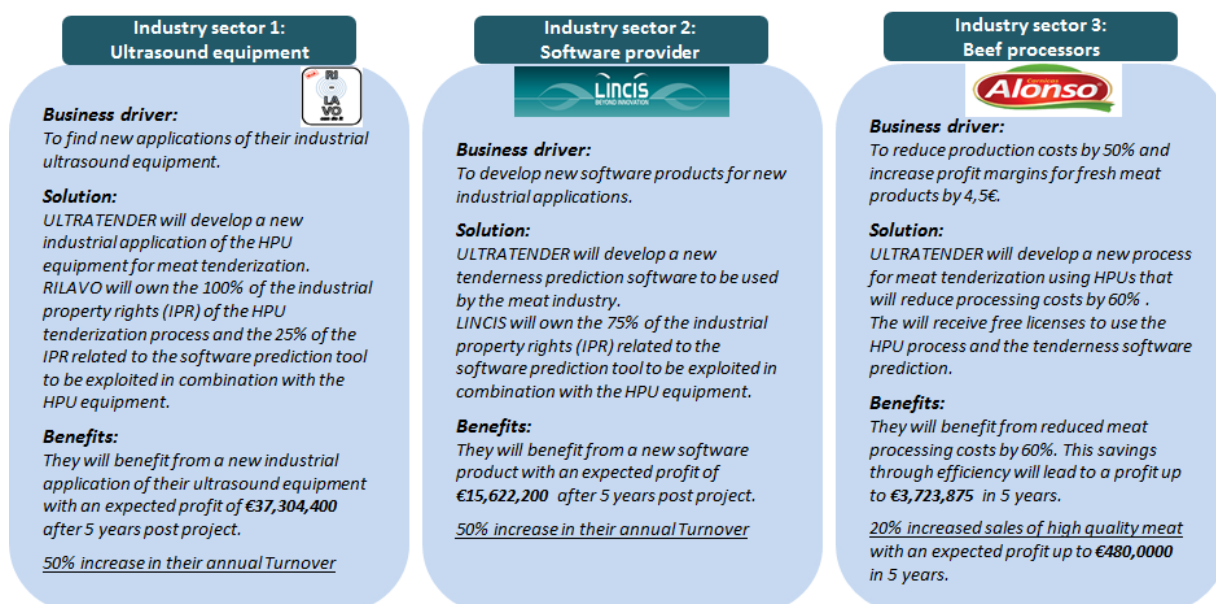 Industry sector 1:
Ultrasound equipment
RI
-
LA
VO
Business driver:
To find new applications of their industrial
ultrasound equipment.
Solution:
ULTRATENDER will develop a new
industrial application of the HPU
equipment for meat tenderization.
RILAVO will own the 100% of the industrial
property rights (IPR) of the HPU
tenderization process and the 25% of the
IPR related to the software prediction tool
to be exploited in combination with the
HPU equipment.
Benefits:
They will benefit from a new industrial
application of their ultrasound equipment
with an expected profit of €37,304,400
after 5 years post project.
50% increase in their annual Turnover
Industry sector 2:
Software provider
LINCIS
BEYOND INNOVATION
Business driver:
To develop new software products for new
industrial applications.
Solution:
ULTRATENDER will develop a new
tenderness prediction software to be used
by the meat industry.
LINCIS will own the 75% of the industrial
property rights (IPR) related to the
software prediction tool to be exploited in
combination with the HPU equipment.
Benefits:
They will benefit from a new software
product with an expected profit of
€15,622,200 after 5 years post project.
50% increase in their annual Turnover
Industry sector 3:
Beef processors
Cárnicas
Alonso®
Business driver:
To reduce production costs by 50% and
increase profit margins for fresh meat
products by 4,5€.
Solution:
ULTRATENDER will develop a new process
for meat tenderization using HPUs that
will reduce processing costs by 60% .
The will receive free licenses to use the
HPU process and the tenderness software
prediction.
Benefits:
They will benefit from reduced meat
processing costs by 60%. This savings
through efficiency will lead to a profit up
to €3,723,875 in 5 years.
20% increased sales of high quality meat
with an expected profit up to €480,0000
in 5 years.